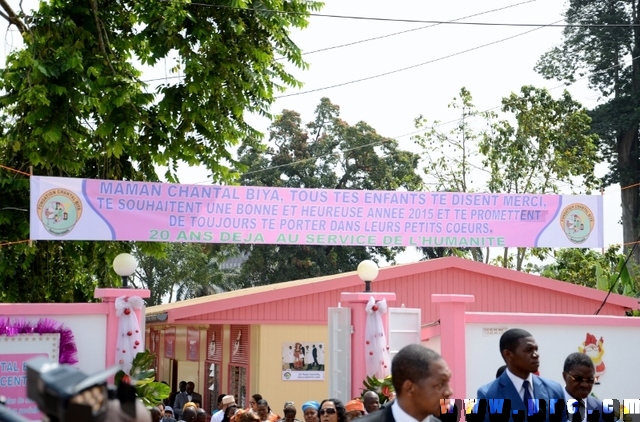 MAMAN CHANTAL BIYA, TOUS TES ENFANTS TE DISENT MERCI,
TE SOUHAITENT UNE BONNE ET HEUREUSE ANNEE 2015 ET TE PROMETTENT
DE TOUJOURS TE PORTER DANS LEURS PETITS COEURS.
20 ANS DEJA AU SERVICE DE L'HUMANITE